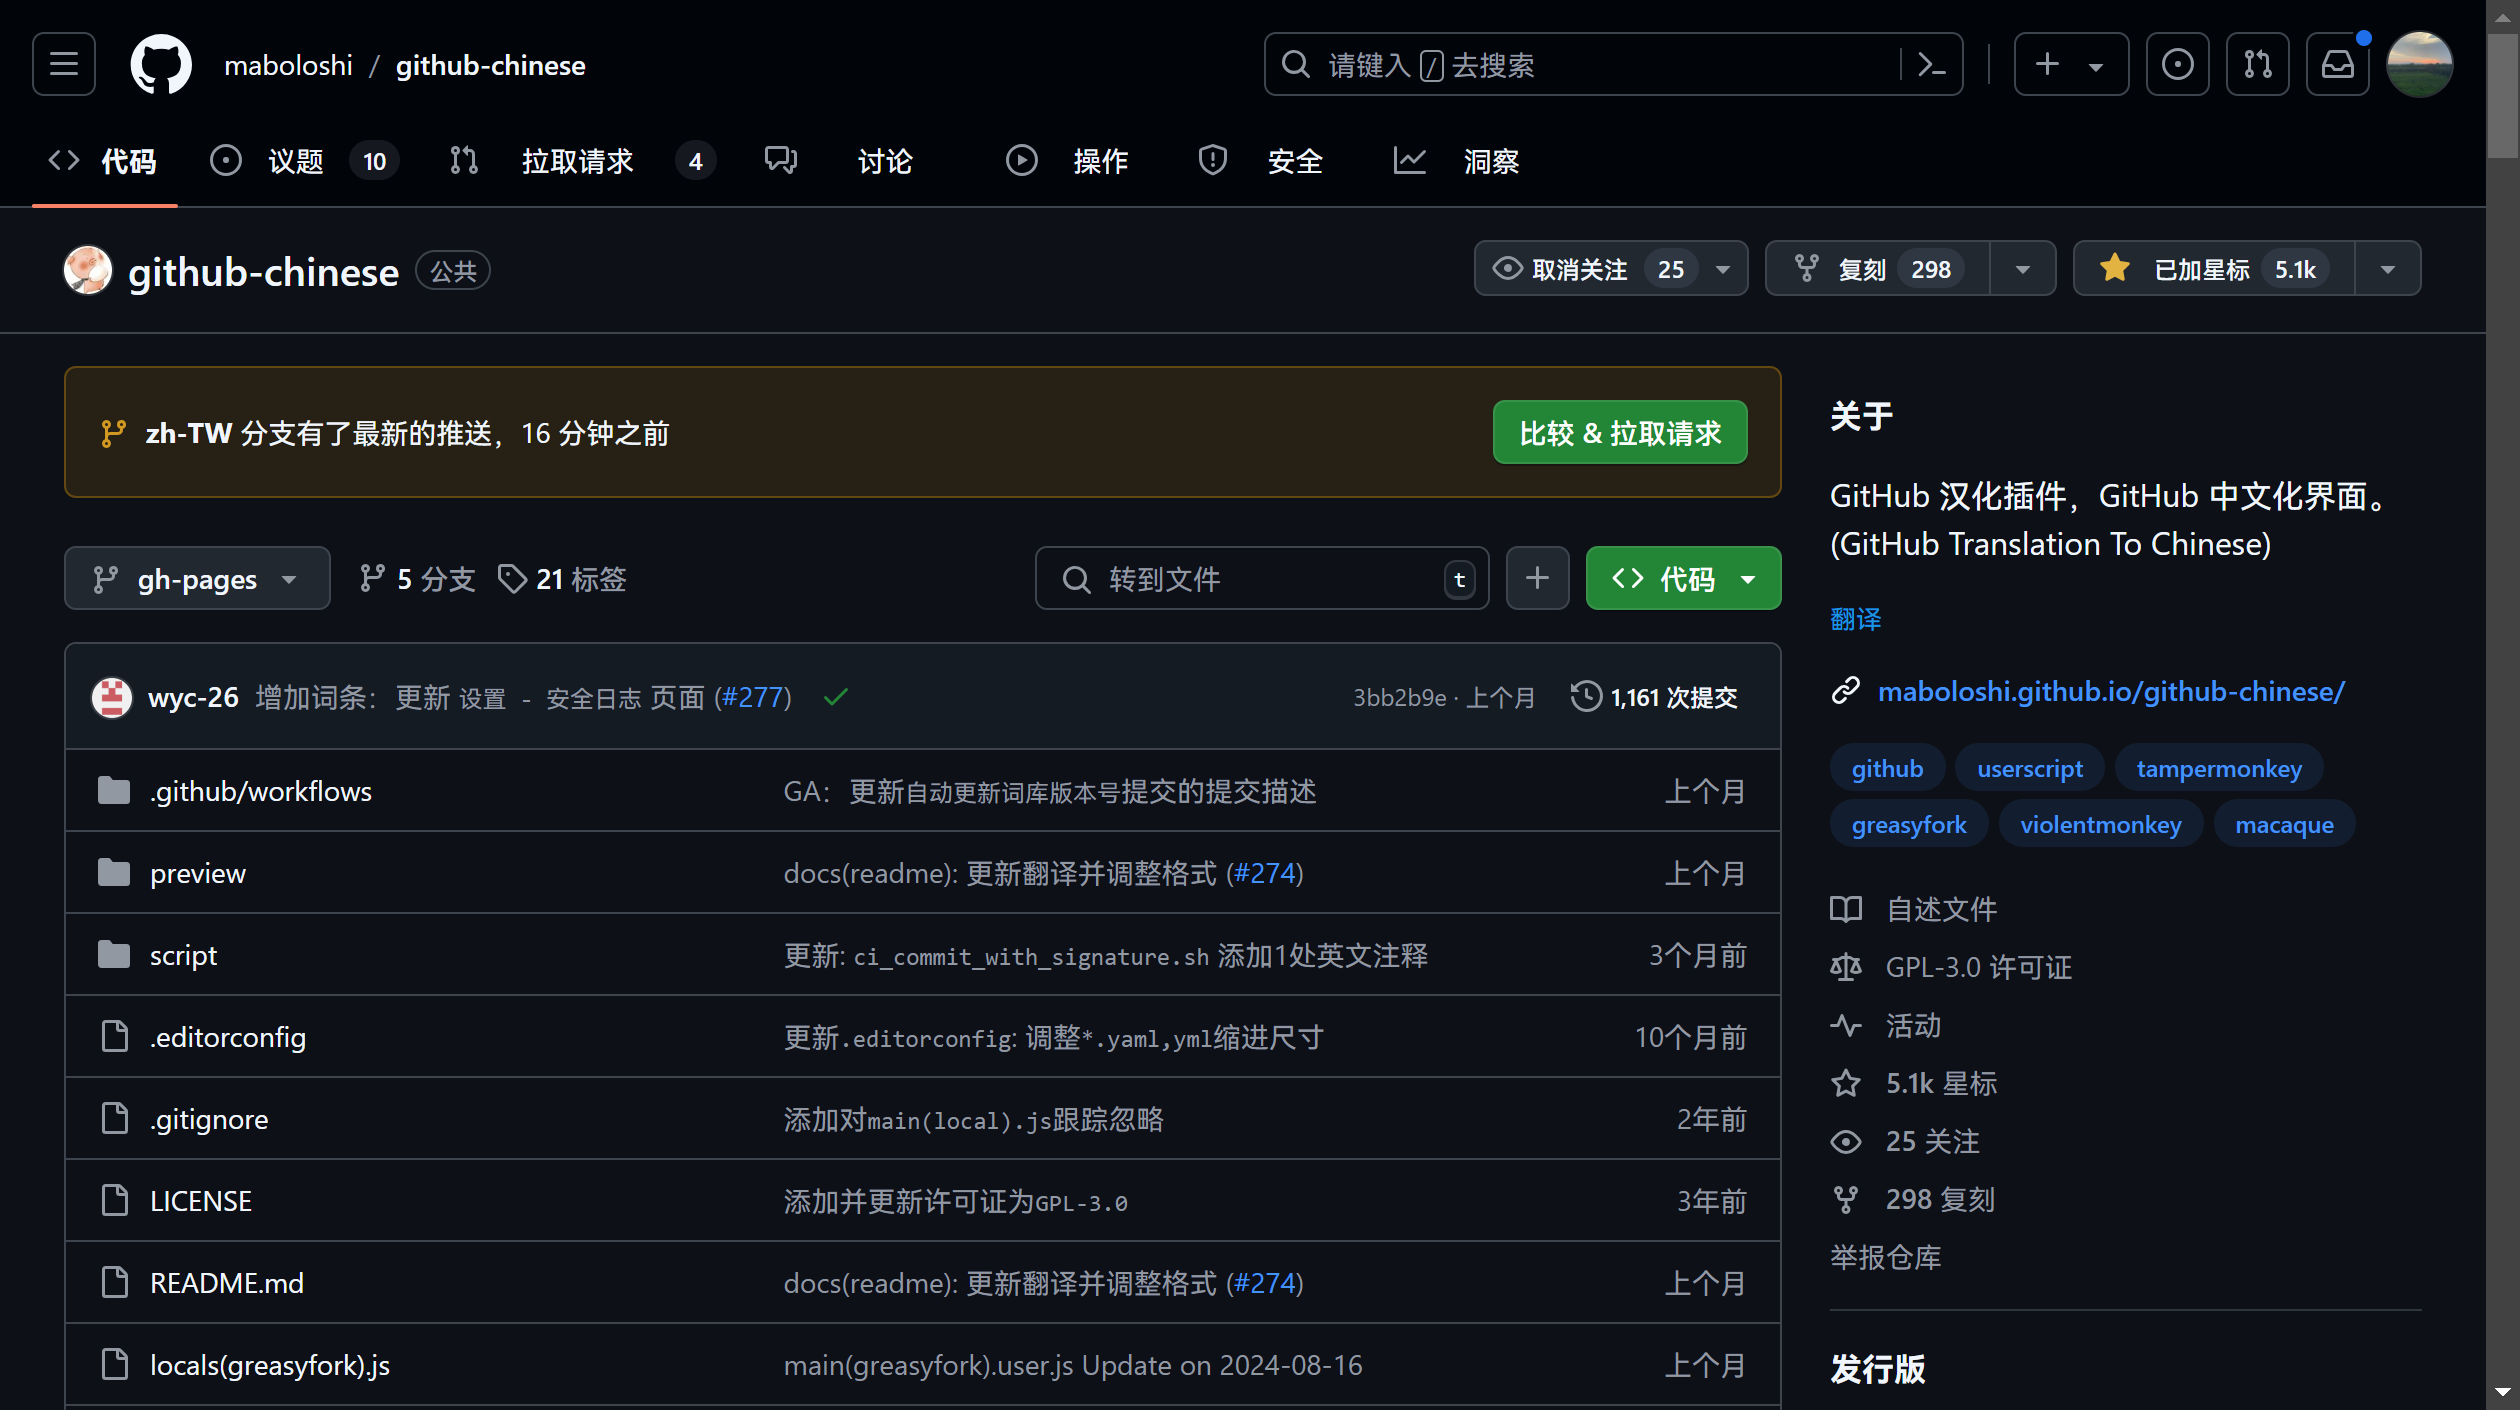 maboloshi / github-chinese
请键入 / 去搜索
代码 议题 10 拉取请求 4 讨论 操作 安全 洞察
github-chinese 公共
取消关注 25 复刻 298 已加星标 5.1k
zh-TW 分支有了最新的推送，16 分钟之前
比较 & 拉取请求
gh-pages 5 分支 21 标签
转到文件 t 代码
wyc-26 增加词条： 更新 设置 - 安全日志 页面 (#277) 3bb2b9e · 上个月 1,161 次提交
.github/workflows GA： 更新自动更新词库版本号提交的提交描述 上个月
preview docs(readme): 更新翻译并调整格式 (#274) 上个月
script 更新: ci_commit_with_signature.sh 添加1处英文注释 3个月前
.editorconfig 更新.editorconfig: 调整*.yaml,yml缩进尺寸 10个月前
.gitignore 添加对main(local).js跟踪忽略 2年前
LICENSE 添加并更新许可证为GPL-3.0 3年前
README.md docs(readme): 更新翻译并调整格式 (#274) 上个月
locals(greasyfork).js main(greasyfork).user.js Update on 2024-08-16 上个月
关于
GitHub 汉化插件，GitHub 中文化界面。
(GitHub Translation To Chinese)
翻译
maboloshi.github.io/github-chinese/
github userscript tampermonkey
greasyfork violentmonkey macaque
自述文件
GPL-3.0 许可证
活动
5.1k 星标
25 关注
298 复刻
举报仓库
发行版